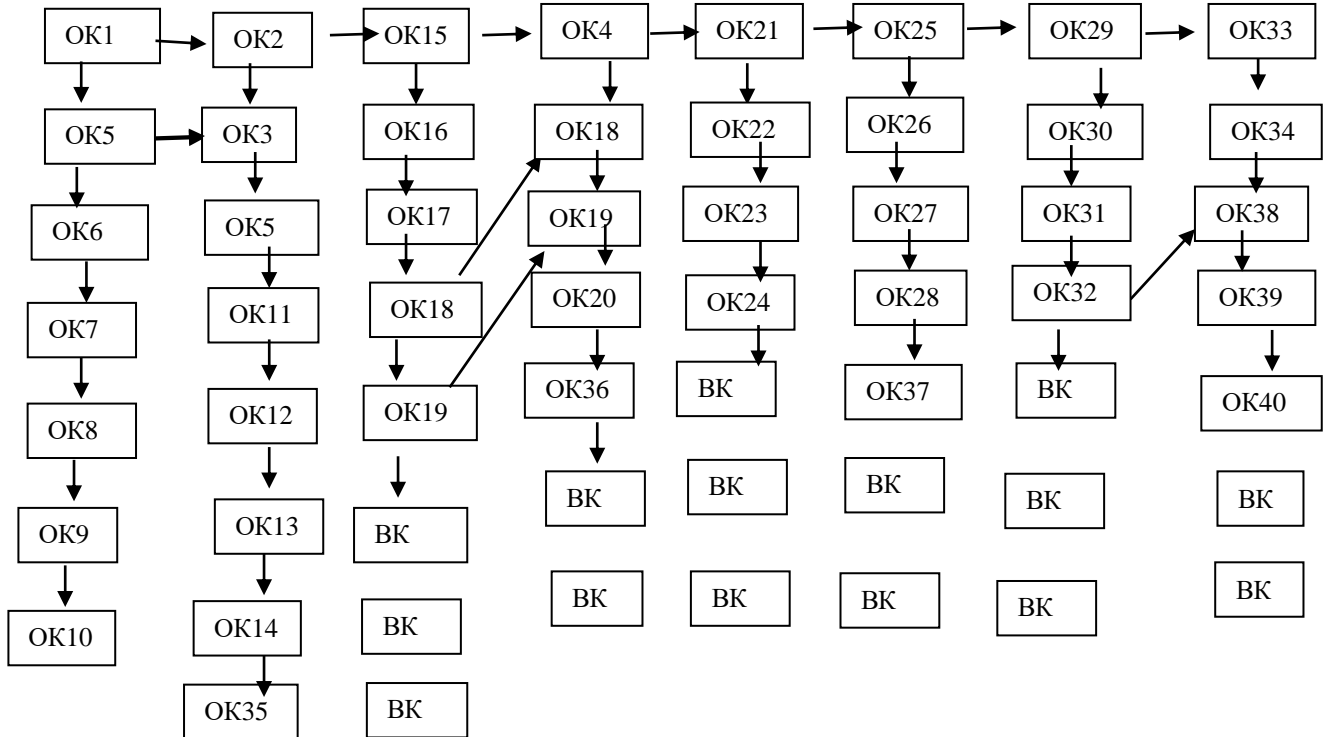 ОК1 ОК2 ОК15 ОК4 ОК21 ОК25 ОК29 ОК33
ОК5 ОК3 ОК16 ОК18 ОК22 ОК26 ОК30 ОК34
ОК6 ОК5 ОК17 ОК19 ОК23 ОК27 ОК31 ОК38
ОК7 ОК11 ОК18 ОК20 ОК24 ОК28 ОК32 ОК39
ОК8 ОК12 ОК19 ОК36 ВК ОК37 ВК ОК40
ОК9 ОК13 ВК ВК ВК ВК ВК ВК
ОК10 ОК14 ВК ВК ВК ВК ВК ВК
ОК35 ВК